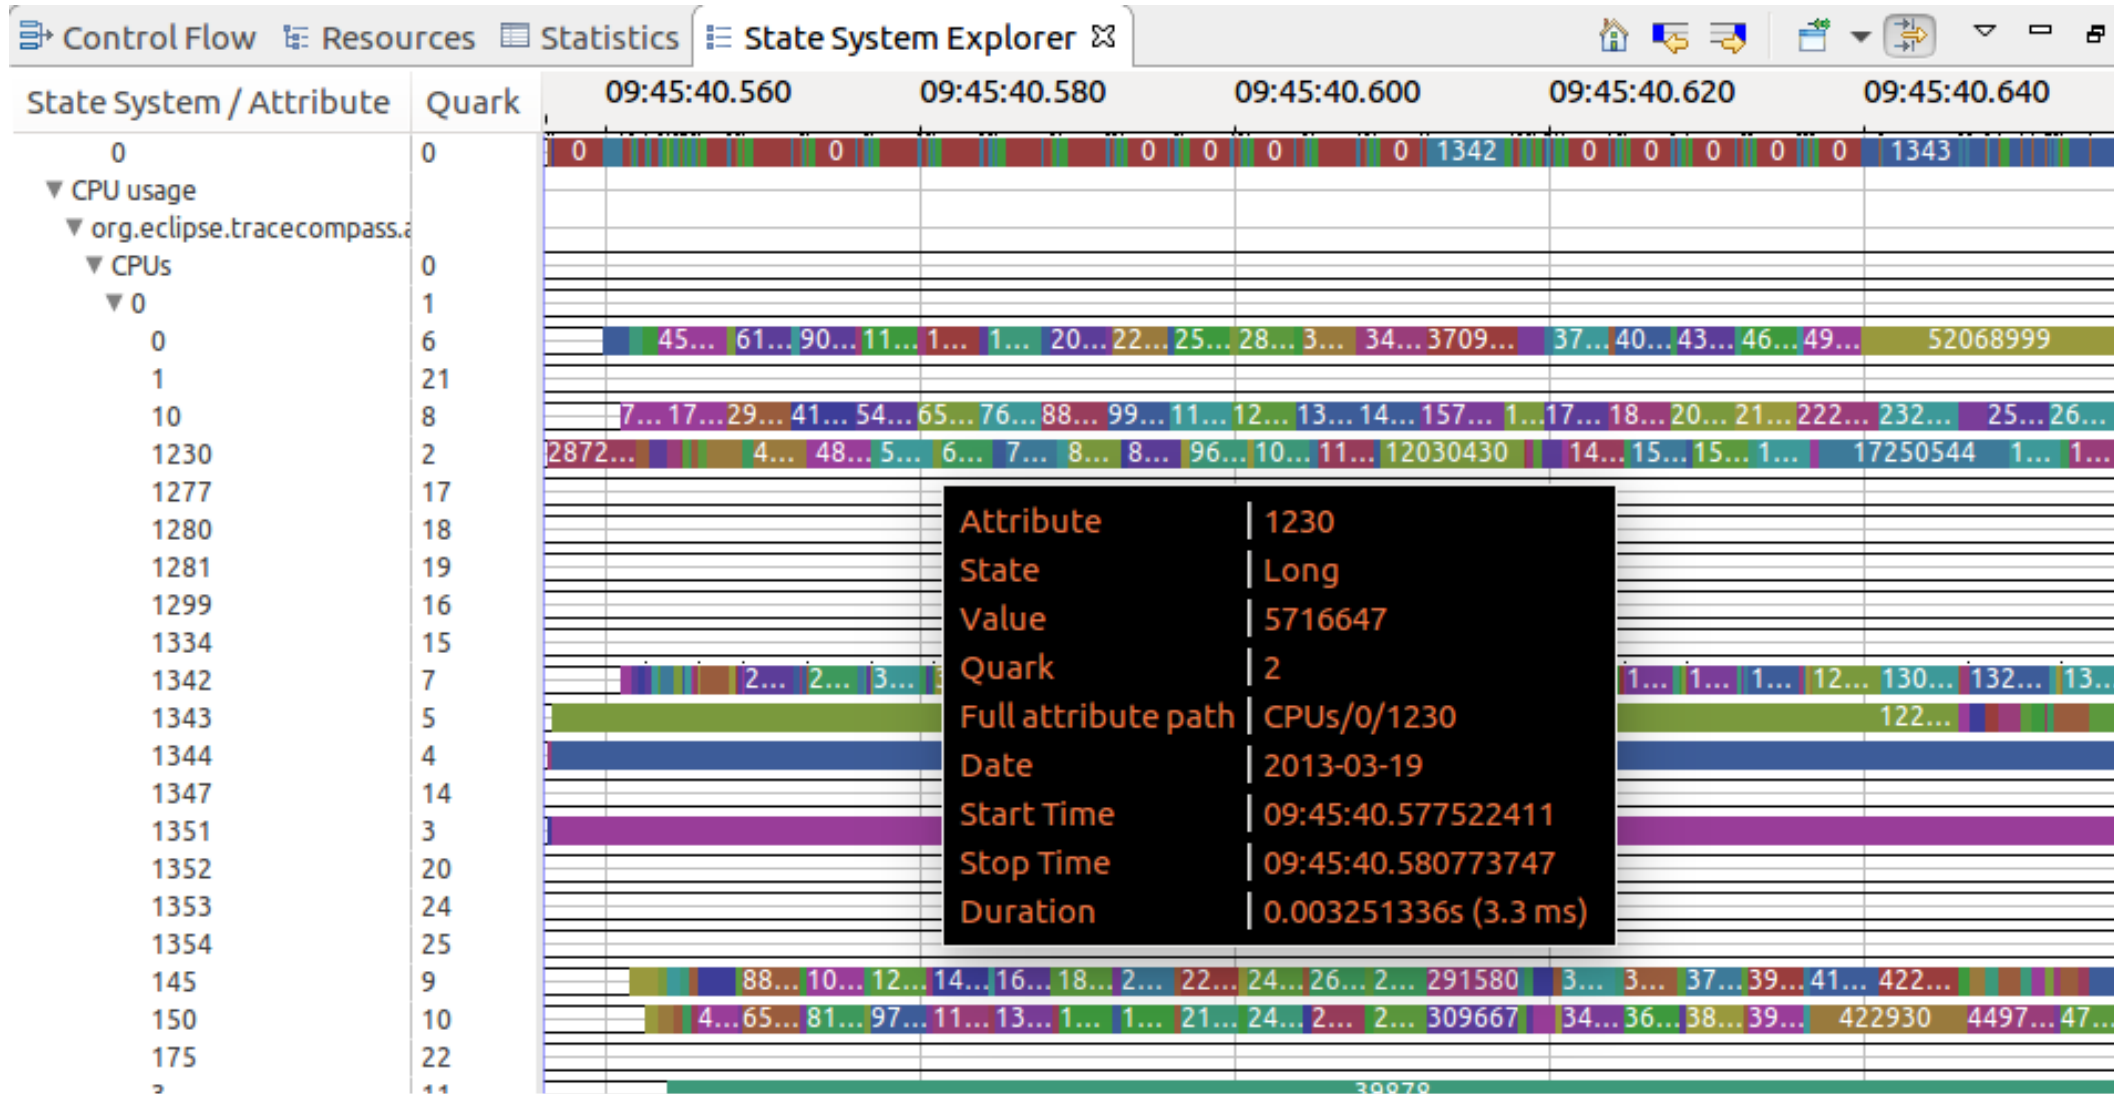 Control Flow Resources Statistics State System Explorer
State System / Attribute Quark 09:45:40.560 09:45:40.580 09:45:40.600 09:45:40.620 09:45:40.640
0 0 0 0 0 0 0 0 1342 0 0 0 0 0 1343
CPU usage
org.eclipse.tracecompass.a
CPUs 0
0 1
0 6 45... 61... 90... 11... 1... 1... 20... 22... 25... 28... 3... 34... 3709... 37... 40... 43... 46... 49... 52068999
1 21
10 8 7... 17... 29... 41... 54... 65... 76... 88... 99... 11... 12... 13... 14... 157... 1... 17... 18... 20... 21... 222... 232... 25... 26...
1230 2 2872... 4... 48... 5... 6... 7... 8... 8... 96... 10... 11... 12030430 14... 15... 15... 1... 17250544 1... 1...
1277 17
1280 18
1281 19
1299 16
1334 15
1342 7 2... 2... 3... 1... 1... 1... 12... 130... 132... 13...
1343 5 122...
1344 4
1347 14
1351 3
1352 20
1353 24
1354 25
145 9 88... 10... 12... 14... 16... 18... 2... 22... 24... 26... 2... 291580 3... 3... 37... 39... 41... 422...
150 10 4... 65... 81... 97... 11... 13... 1... 1... 21... 24... 2... 2... 309667 34... 36... 38... 39... 422930 4497... 47...
175 22
3 11 39878
Attribute 1230
State Long
Value 5716647
Quark 2
Full attribute path CPUs/0/1230
Date 2013-03-19
Start Time 09:45:40.577522411
Stop Time 09:45:40.580773747
Duration 0.003251336s (3.3 ms)